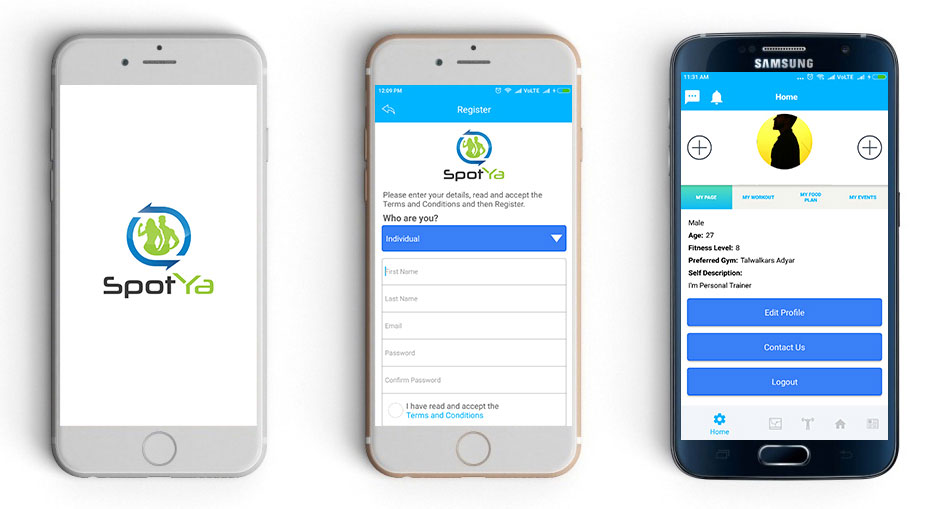 SpotYa
12:09 PM
VoLTE
Register
SpotYa
Please enter your details, read and accept the
Terms and Conditions and then Register.
Who are you?
Individual
First Name
Last Name
Email
Password
Confirm Password
I have read and accept the
Terms and Conditions
SAMSUNG
11:31 AM
... VoLTE
Home
MY PAGE
MY WORKOUT
MY FOOD
PLAN
MY EVENTS
Male
Age: 27
Fitness Level: 8
Preferred Gym: Talwalkars Adyar
Self Description:
I'm Personal Trainer
Edit Profile
Contact Us
Logout
Home